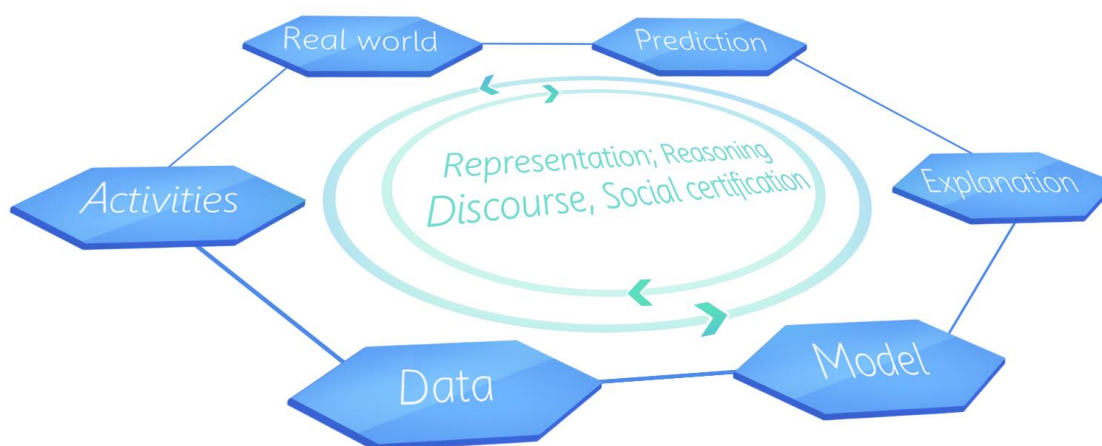 Real world
Prediction
Activities
Representation; Reasoning
Discourse, Social certification
Explanation
Data
Model